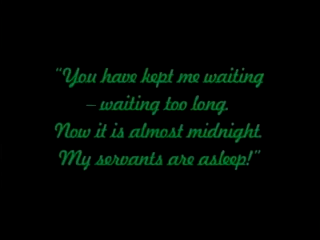 "You have kept me waiting
– waiting too long.
Now it is almost midnight.
My servants are asleep!"